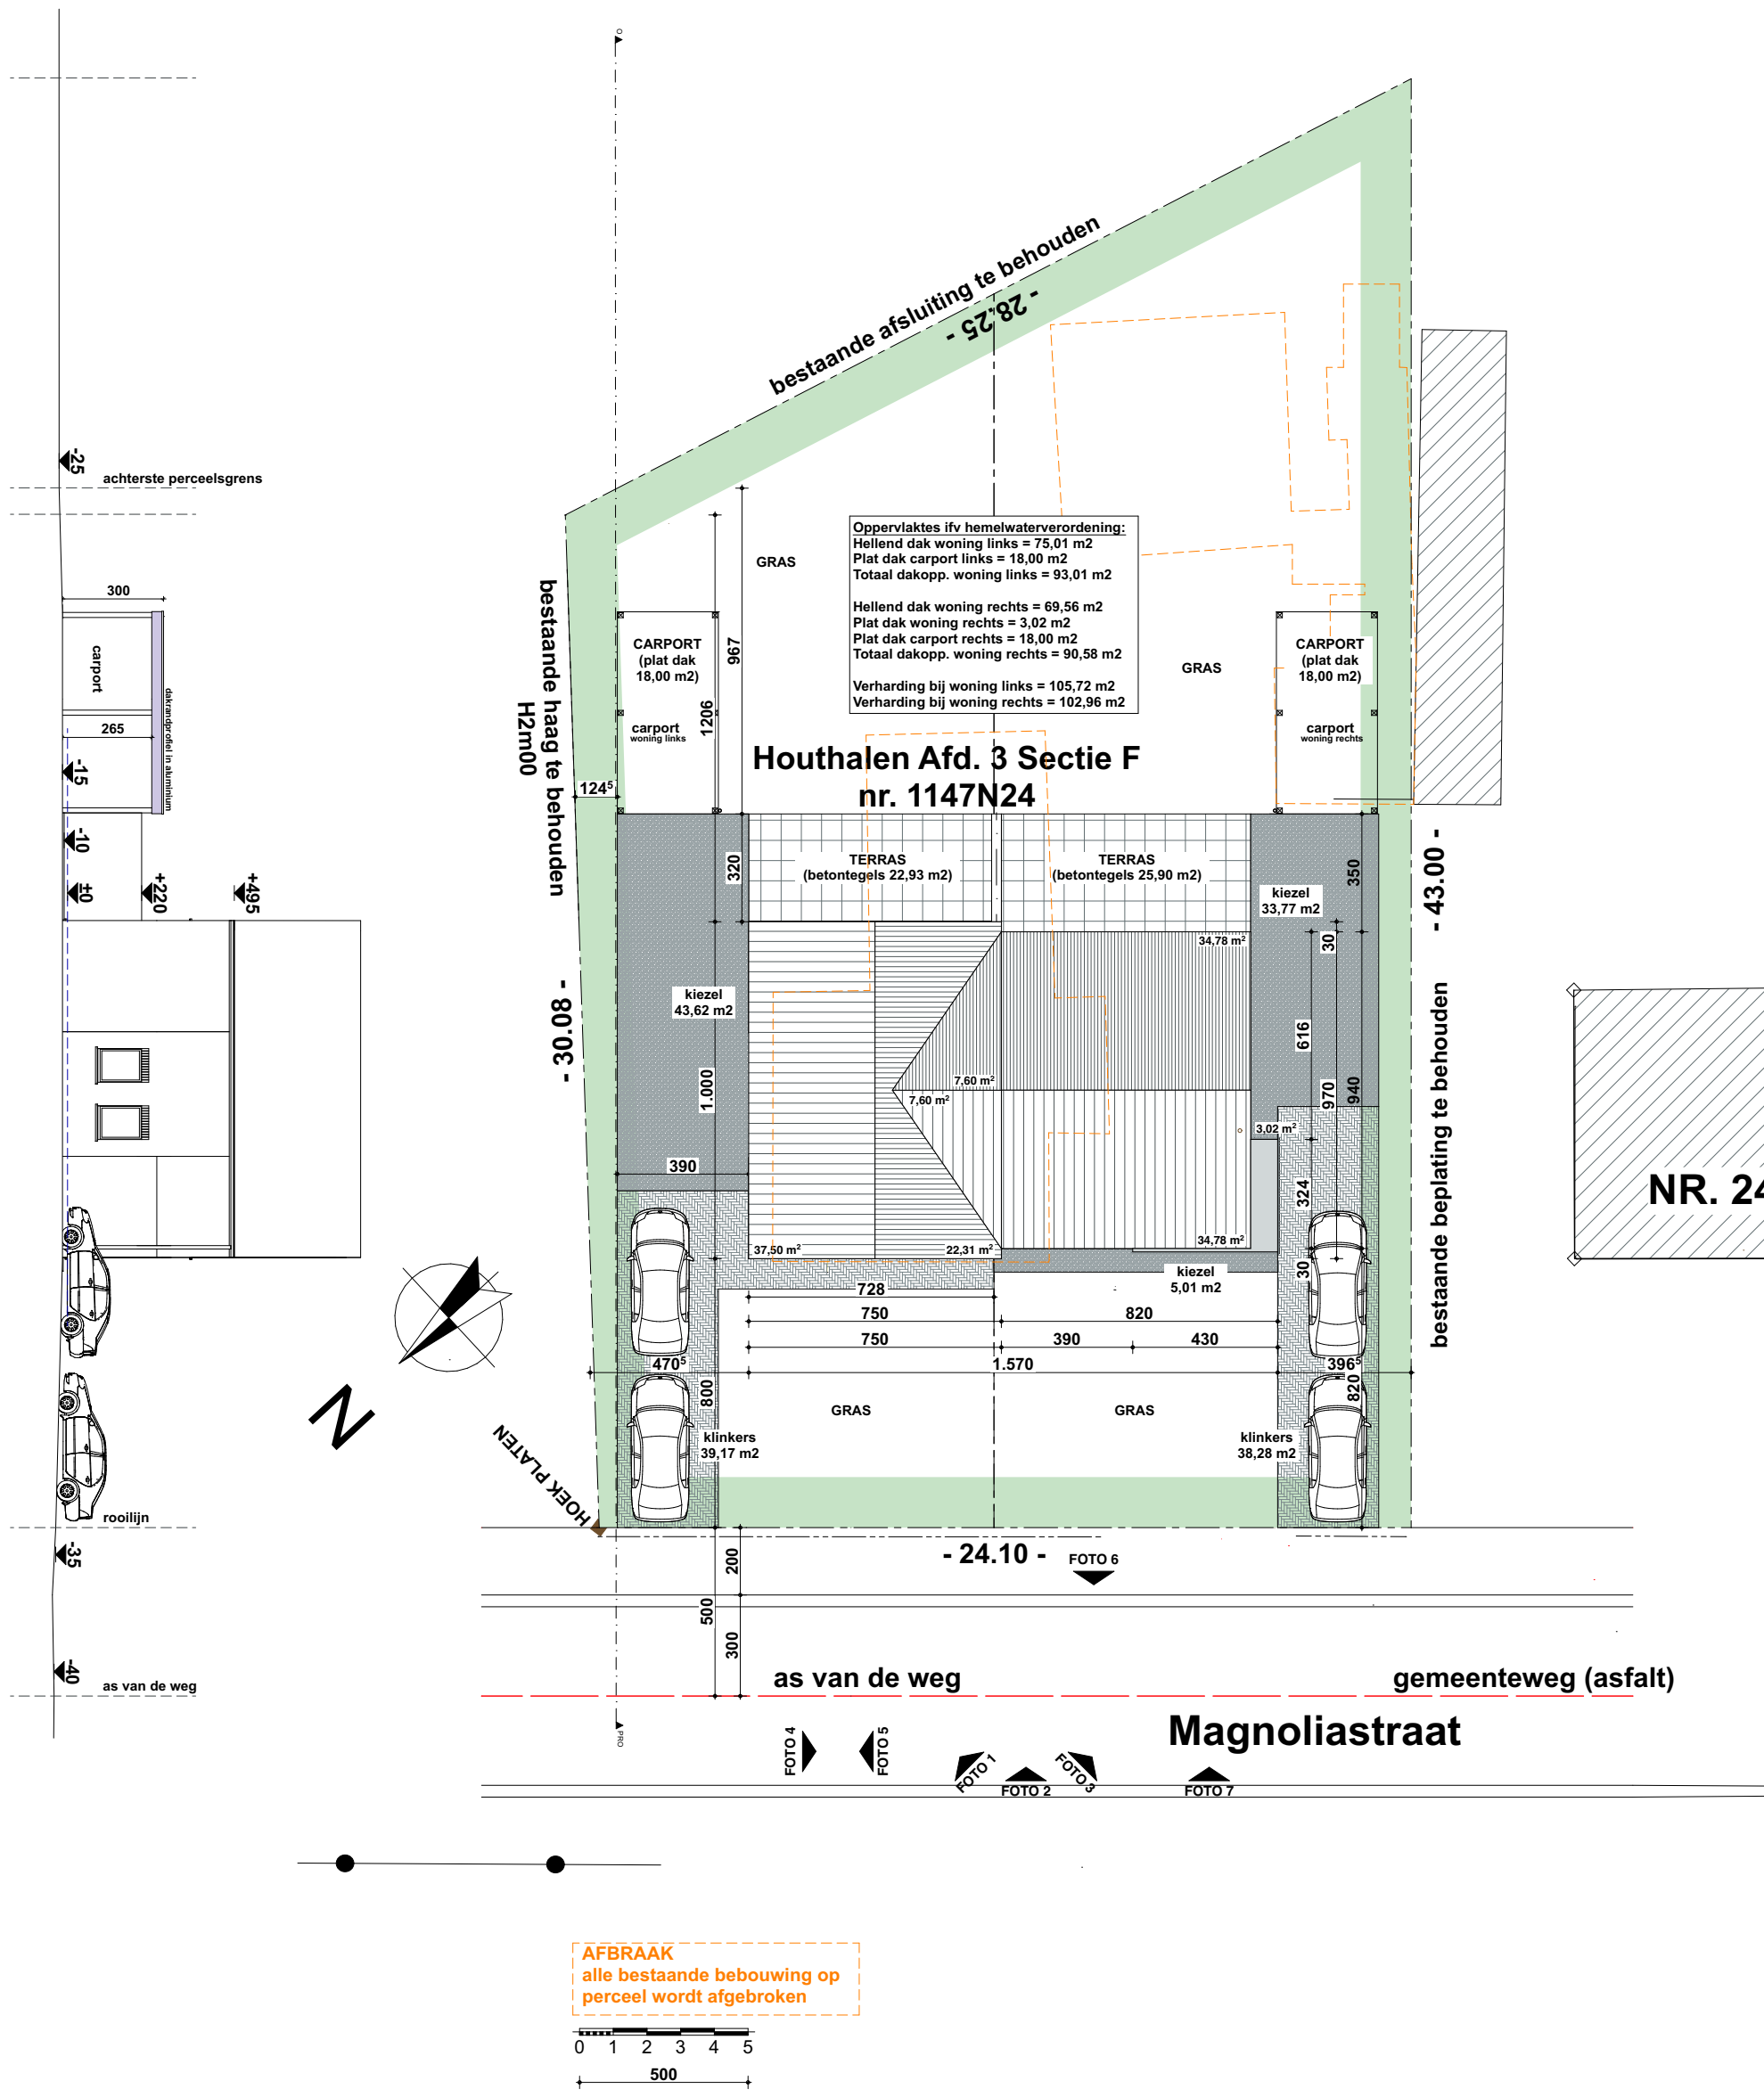 O
bestaande afsluiting te behouden
- 28.25 -
-25
achterste perceelsgrens
300
carport
dakrandprofiel in aluminium
265
-15
-10
±0
+220
+495
rooilijn
-35
-40
as van de weg
Oppervlaktes ifv hemelwaterverordening:
Hellend dak woning links = 75,01 m2
Plat dak carport links = 18,00 m2
Totaal dakopp. woning links = 93,01 m2
Hellend dak woning rechts = 69,56 m2
Plat dak woning rechts = 3,02 m2
Plat dak carport rechts = 18,00 m2
Totaal dakopp. woning rechts = 90,58 m2
Verharding bij woning links = 105,72 m2
Verharding bij woning rechts = 102,96 m2
GRAS
GRAS
bestaande haag te behouden
H2m00
- 30.08 -
CARPORT
(plat dak
18,00 m2)
carport
woning links
967
1206
124⁵
CARPORT
(plat dak
18,00 m2)
carport
woning rechts
Houthalen Afd. 3 Sectie F
nr. 1147N24
320
TERRAS
(betontegels 22,93 m2)
TERRAS
(betontegels 25,90 m2)
350
kiezel
33,77 m2
- 43.00 -
bestaande beplating te behouden
34,78 m²
30
kiezel
43,62 m2
616
1.000
7,60 m²
7,60 m²
970
940
3,02 m²
390
324
NR. 24
37,50 m²
22,31 m²
34,78 m²
30
kiezel
5,01 m2
728
750
820
750
390
430
470⁵
1.570
396⁵
800
820
GRAS
GRAS
klinkers
39,17 m2
klinkers
38,28 m2
N
HOEK PLATEN
- 24.10 -
FOTO 6
200
500
300
as van de weg
gemeenteweg (asfalt)
Magnoliastraat
PRO
FOTO 4
FOTO 5
FOTO 1
FOTO 2
FOTO 3
FOTO 7
AFBRAAK
alle bestaande bebouwing op
perceel wordt afgebroken
0 1 2 3 4 5
500